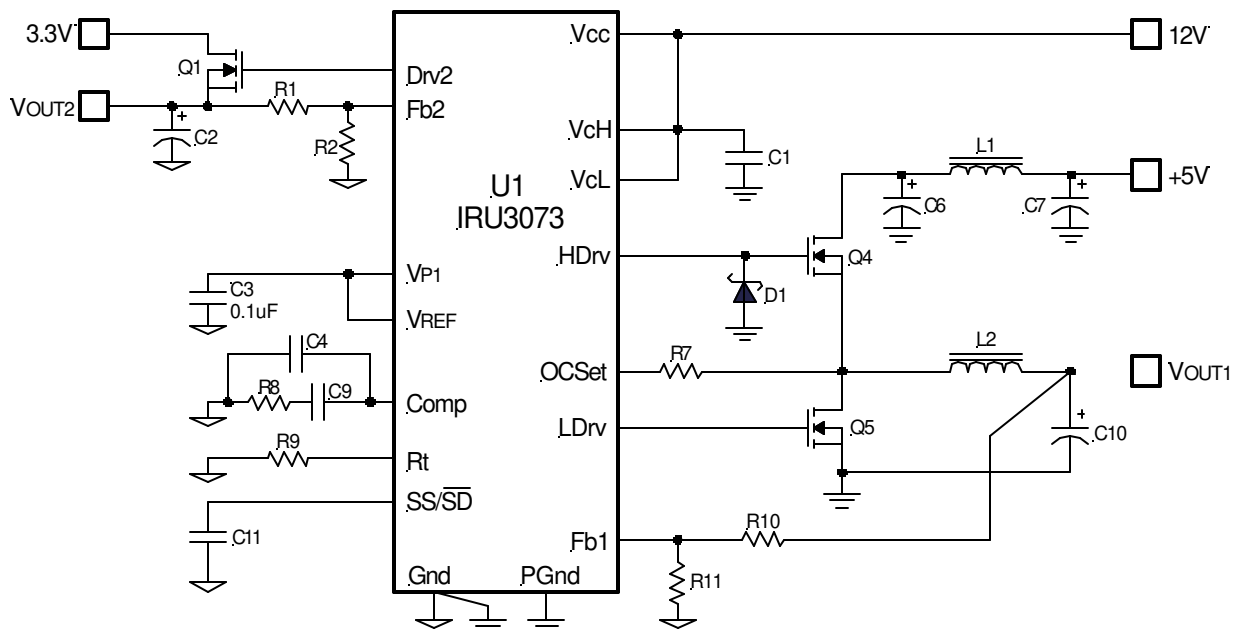 3.3V
Q1
VOUT2
C2
R1
R2
C3
0.1uF
C4
R8
C9
R9
C11
Drv2
Fb2
VP1
VREF
Comp
Rt
SS/SD
Gnd
PGnd
U1
IRU3073
Vcc
VcH
VcL
HDrv
OCSet
LDrv
Fb1
12V
C1
L1
+5V
+
+
+
+
C6
C7
Q4
D1
R7
L2
VOUT1
Q5
C10
R10
R11